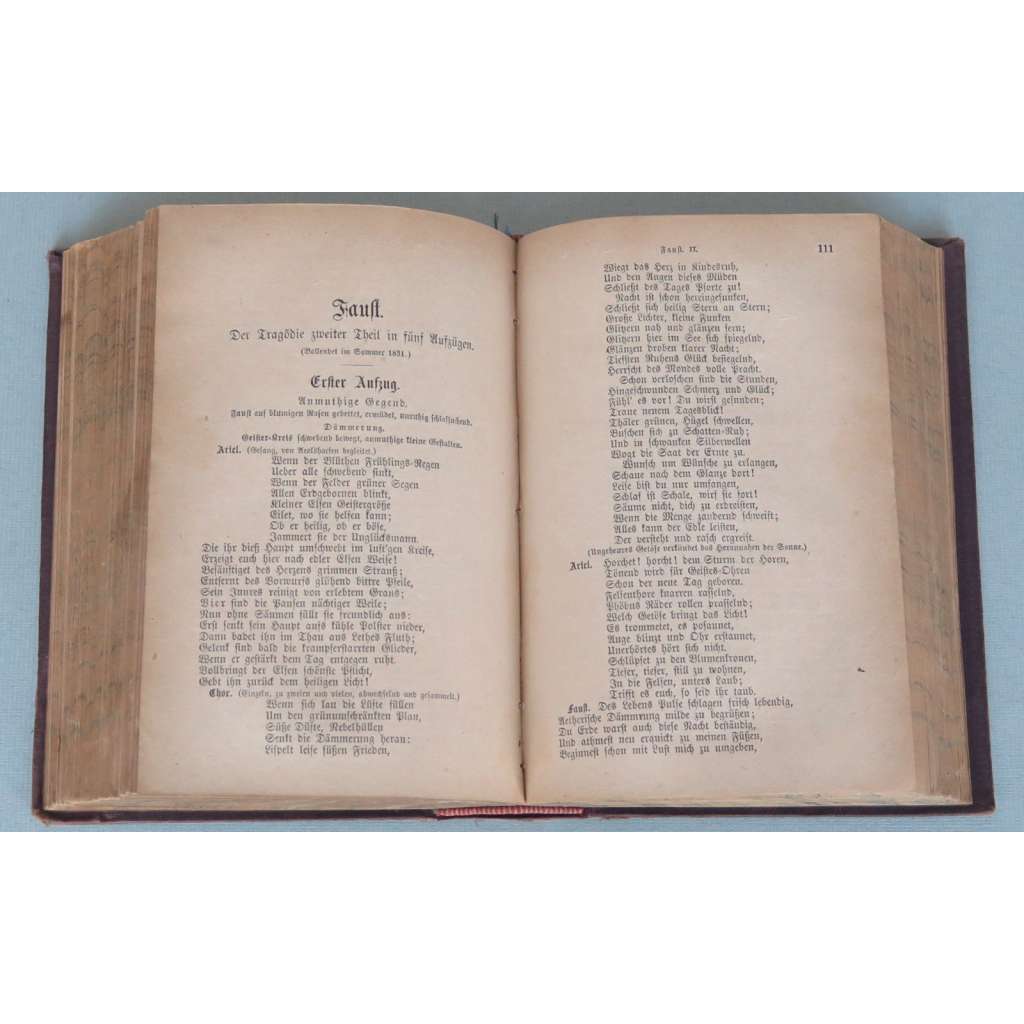 Faust.
Der Tragödie zweiter Theil in fünf Aufzügen.
(Vollendet im Sommer 1831.)
Erster Aufzug.
Anmuthige Gegend.
Faust auf blumigen Rasen gebettet, ermüdet, unruhig schlafsuchend.
Dämmerung.
Geister-Kreis schwebend bewegt, anmuthige kleine Gestalten.
Ariel. (Gesang, von Aeolsharfen begleitet.)
Wenn der Blüthen Frühlings-Regen
Ueber alle schwebend sinkt,
Wenn der Felder grüner Segen
Allen Erdgebornen blinkt,
Kleiner Elfen Geistergröße
Eilet, wo sie helfen kann;
Ob er heilig, ob er böse,
Jammert sie der Unglücksmann.
Die ihr dieß Haupt umschwebt im luft'gen Kreise,
Erzeigt euch hier nach edler Elfen Weise!
Besänftiget des Herzens grimmen Strauß;
Entfernt des Vorwurfs glühend bittre Pfeile,
Sein Innres reinigt von erlebtem Graus;
Vier sind die Pausen nächtiger Weile;
Nun ohne Säumen füllt sie freundlich aus:
Erst senkt sein Haupt aufs kühle Polster nieder,
Dann badet ihn im Thau aus Lethes Fluth;
Gelenk sind bald die krampferstarrten Glieder,
Wenn er gestärkt dem Tag entgegen ruht.
Vollbringt der Elfen schönste Pflicht,
Gebt ihn zurück dem heiligen Licht!
Chor. (Einzeln, zu zweien und vielen, abwechselnd und gesammelt.)
Wenn sich lau die Lüfte füllen
Um den grünumschränkten Plan,
Süße Düfte, Nebelhüllen
Senkt die Dämmerung heran:
Lispelt leise süßen Frieden,
Faust. II. 111
Wiegt das Herz in Kindesruh,
Und den Augen dieses Müden
Schließt des Tages Pforte zu!
Nacht ist schon hereingesunken,
Schließt sich heilig Stern an Stern;
Große Lichter, kleine Funken
Glitzern nah und glänzen fern;
Glitzern hier im See sich spiegelnd,
Glänzen droben klarer Nacht;
Tiefsten Ruhens Glück besiegelnd,
Herrscht des Mondes volle Pracht.
Schon verloschen sind die Stunden,
Hingeschwunden Schmerz und Glück;
Fühl' es vor! Du wirst gesunden;
Traue neuem Tagesblick!
Thäler grünen, Hügel schwellen,
Buschen sich zu Schatten-Ruh;
Und in schwanken Silberwellen
Wogt die Saat der Ernte zu.
Wunsch um Wünsche zu erlangen,
Schaue nach dem Glanze dort!
Leise bist du nur umfangen,
Schlaf ist Schale, wirf sie fort!
Säume nicht, dich zu erdreisten,
Wenn die Menge zaudernd schweift;
Alles kann der Edle leisten,
Der versteht und rasch ergreift.
(Ungeheures Getöse verkündet das Herannahen der Sonne.)
Ariel. Horchet! horcht! dem Sturm der Horen,
Tönend wird für Geistes-Ohren
Schon der neue Tag geboren.
Felsenthore knarren rasselnd,
Phöbus Räder rollen prasselnd;
Welch Getöse bringt das Licht!
Es trommetet, es posaunet,
Auge blinzt und Ohr erstaunet,
Unerhörtes hört sich nicht.
Schlüpfet zu den Blumenkronen,
Tiefer, tiefer, still zu wohnen,
In die Felsen, unters Laub;
Trifft es euch, so seid ihr taub.
Faust. Des Lebens Pulse schlagen frisch lebendig,
Aetherische Dämmerung milde zu begrüßen;
Du Erde warst auch diese Nacht beständig,
Und athmest neu erquickt zu meinen Füßen,
Beginnest schon mit Lust mich zu umgeben,